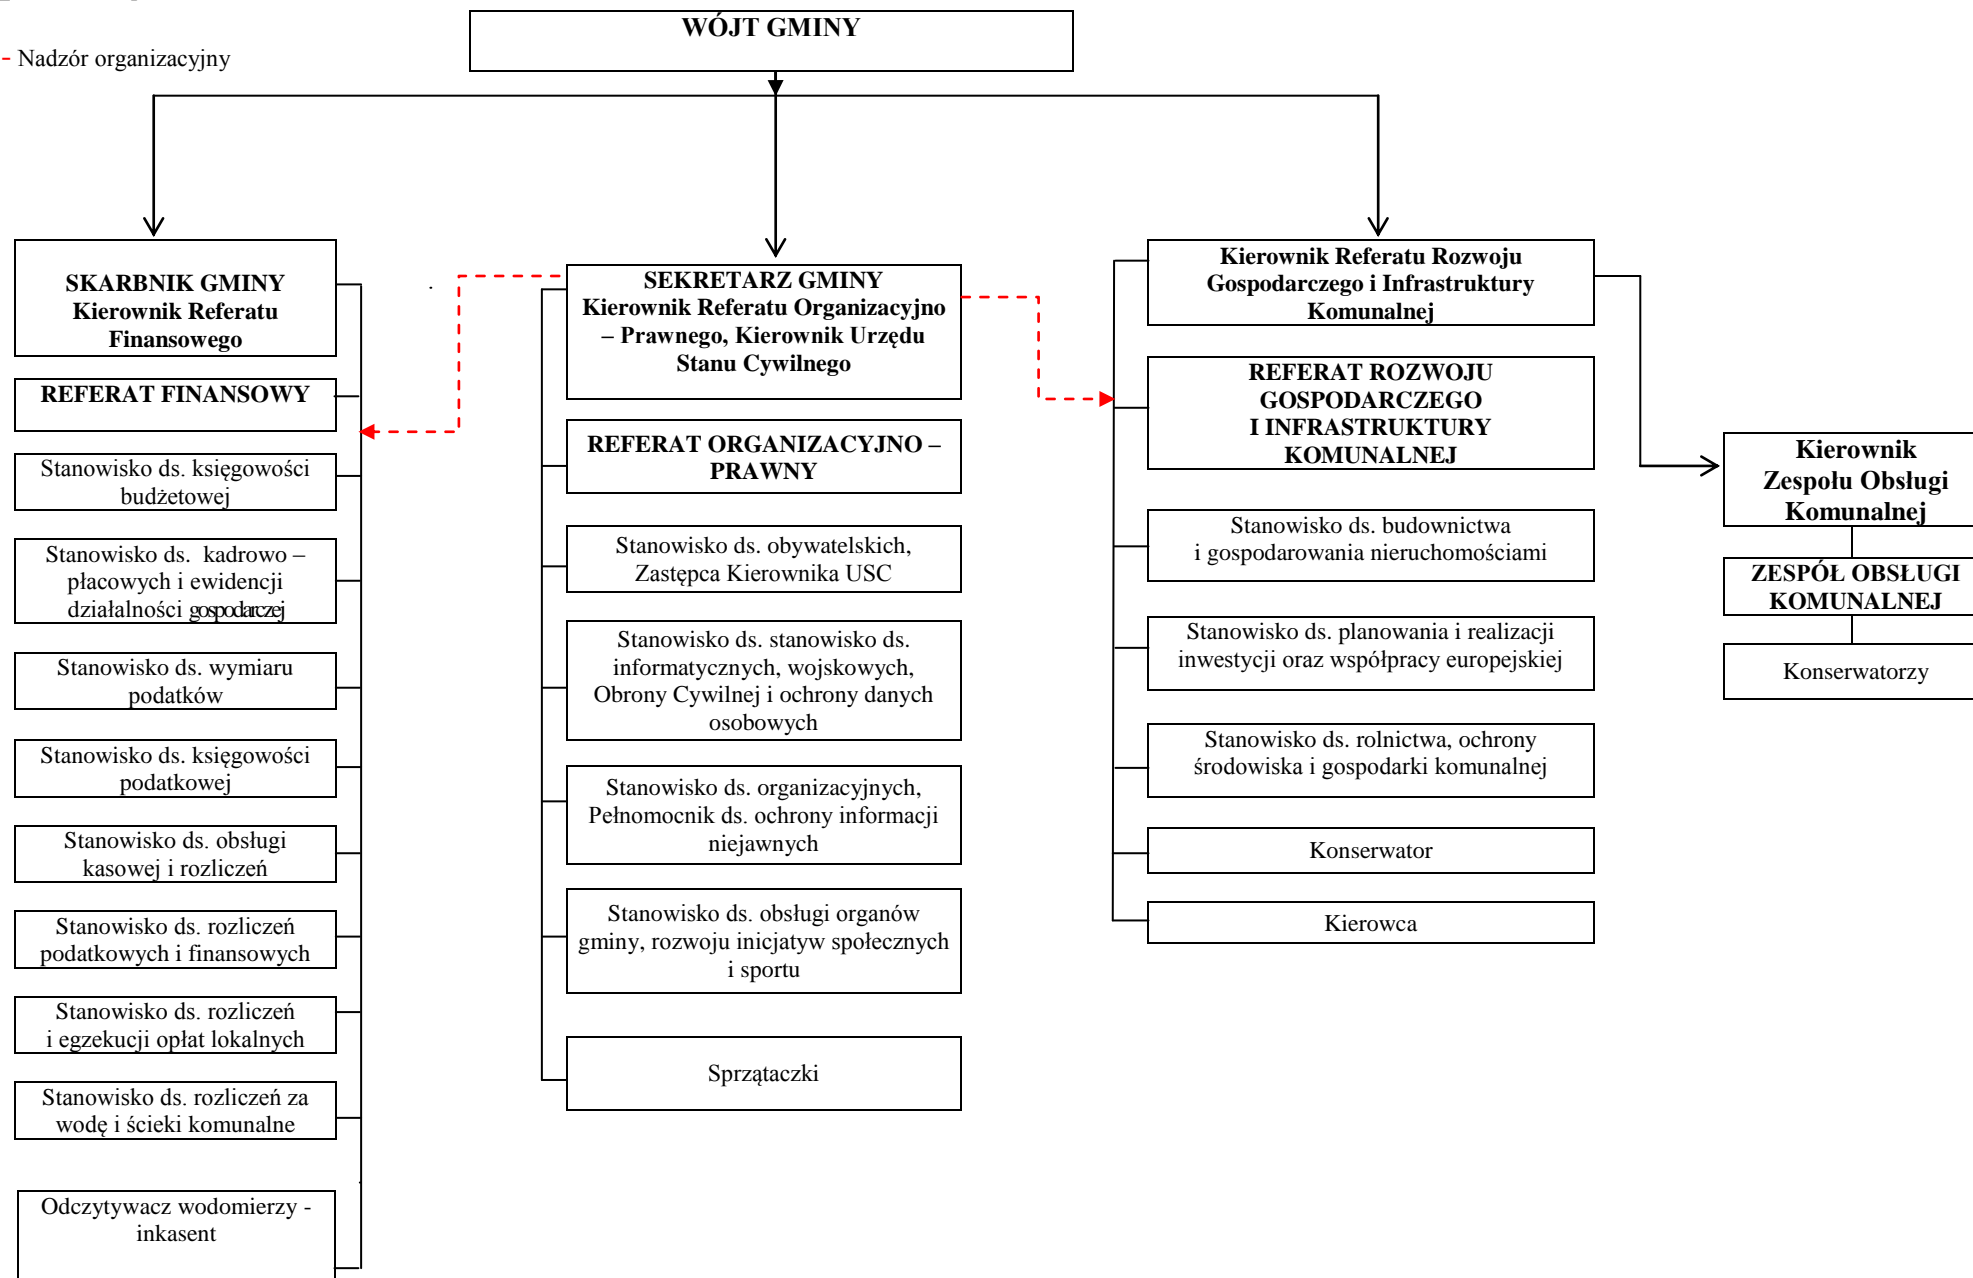 WÓJT GMINY
- Nadzór organizacyjny
SKARBNIK GMINY
Kierownik Referatu
Finansowego
REFERAT FINANSOWY
Stanowisko ds. księgowości
budżetowej
Stanowisko ds. kadrowo –
płacowych i ewidencji
działalności gospodarczej
Stanowisko ds. wymiaru
podatków
Stanowisko ds. księgowości
podatkowej
Stanowisko ds. obsługi
kasowej i rozliczeń
Stanowisko ds. rozliczeń
podatkowych i finansowych
Stanowisko ds. rozliczeń
i egzekucji opłat lokalnych
Stanowisko ds. rozliczeń za
wodę i ścieki komunalne
Odczytywacz wodomierzy -
inkasent
SEKRETARZ GMINY
Kierownik Referatu Organizacyjno
– Prawnego, Kierownik Urzędu
Stanu Cywilnego
REFERAT ORGANIZACYJNO –
PRAWNY
Stanowisko ds. obywatelskich,
Zastępca Kierownika USC
Stanowisko ds. stanowisko ds.
informatycznych, wojskowych,
Obrony Cywilnej i ochrony danych
osobowych
Stanowisko ds. organizacyjnych,
Pełnomocnik ds. ochrony informacji
niejawnych
Stanowisko ds. obsługi organów
gminy, rozwoju inicjatyw społecznych
i sportu
Sprzątaczki
Kierownik Referatu Rozwoju
Gospodarczego i Infrastruktury
Komunalnej
REFERAT ROZWOJU
GOSPODARCZEGO
I INFRASTRUKTURY
KOMUNALNEJ
Stanowisko ds. budownictwa
i gospodarowania nieruchomościami
Stanowisko ds. planowania i realizacji
inwestycji oraz współpracy europejskiej
Stanowisko ds. rolnictwa, ochrony
środowiska i gospodarki komunalnej
Konserwator
Kierowca
Kierownik
Zespołu Obsługi
Komunalnej
ZESPÓŁ OBSŁUGI
KOMUNALNEJ
Konserwatorzy